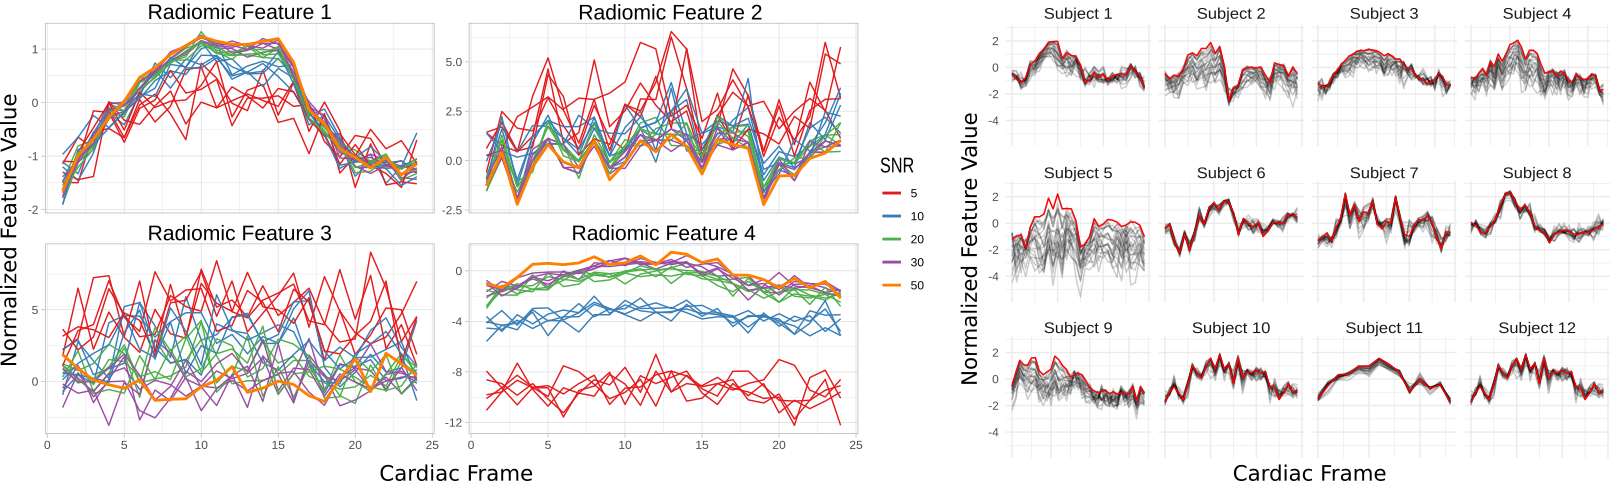 Radiomic Feature 1
Radiomic Feature 2
1
0
-1
-2
5.0
2.5
0.0
-2.5
Radiomic Feature 3
Radiomic Feature 4
5
0
0
-4
-8
-12
0 5 10 15 20 25
0 5 10 15 20 25
Normalized Feature Value
Cardiac Frame
SNR
5
10
20
30
50
Subject 1 Subject 2 Subject 3 Subject 4
2
0
-2
-4
Subject 5 Subject 6 Subject 7 Subject 8
2
0
-2
-4
Subject 9 Subject 10 Subject 11 Subject 12
2
0
-2
-4
Normalized Feature Value
Cardiac Frame